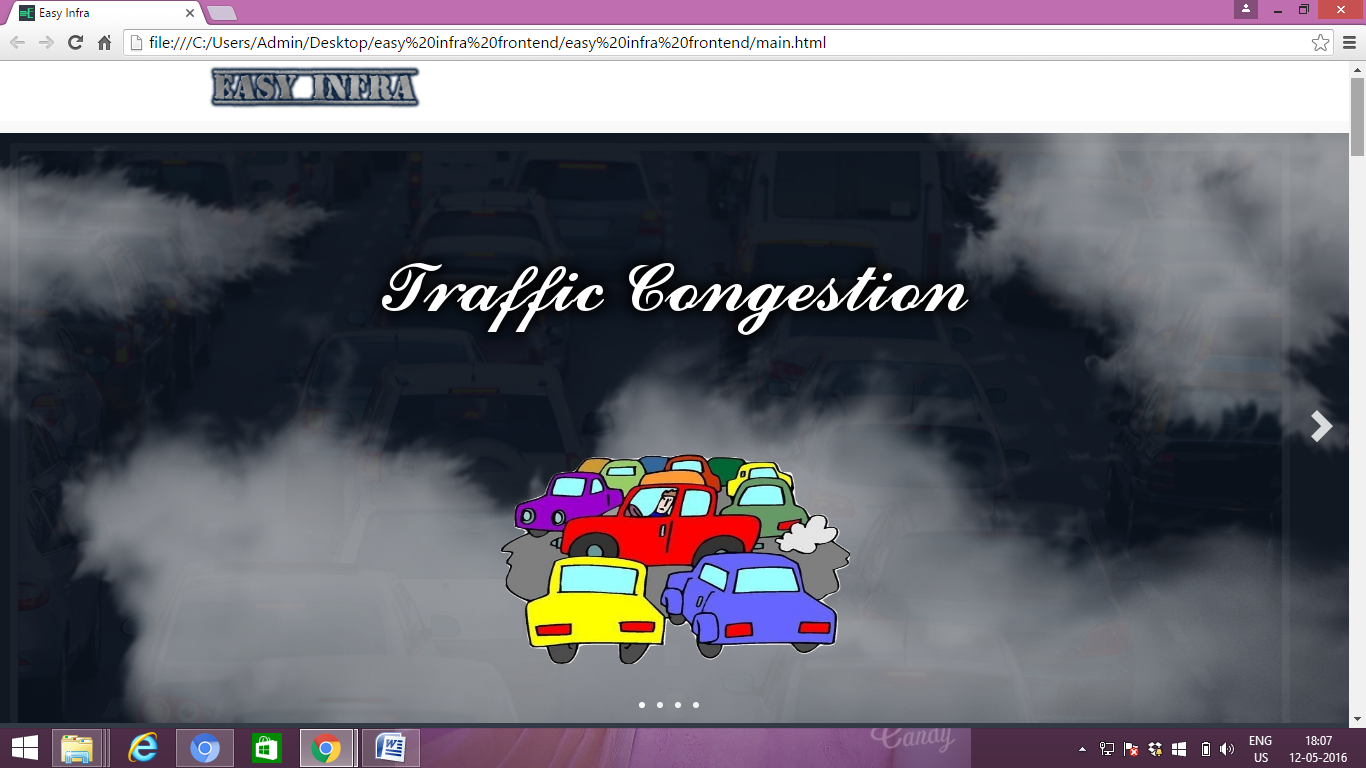 Easy Infra
file:///C:/Users/Admin/Desktop/easy%20infra%20frontend/easy%20infra%20frontend/main.html
EASY INFRA
Traffic Congestion
Candy
ENG
US
18:07
12-05-2016